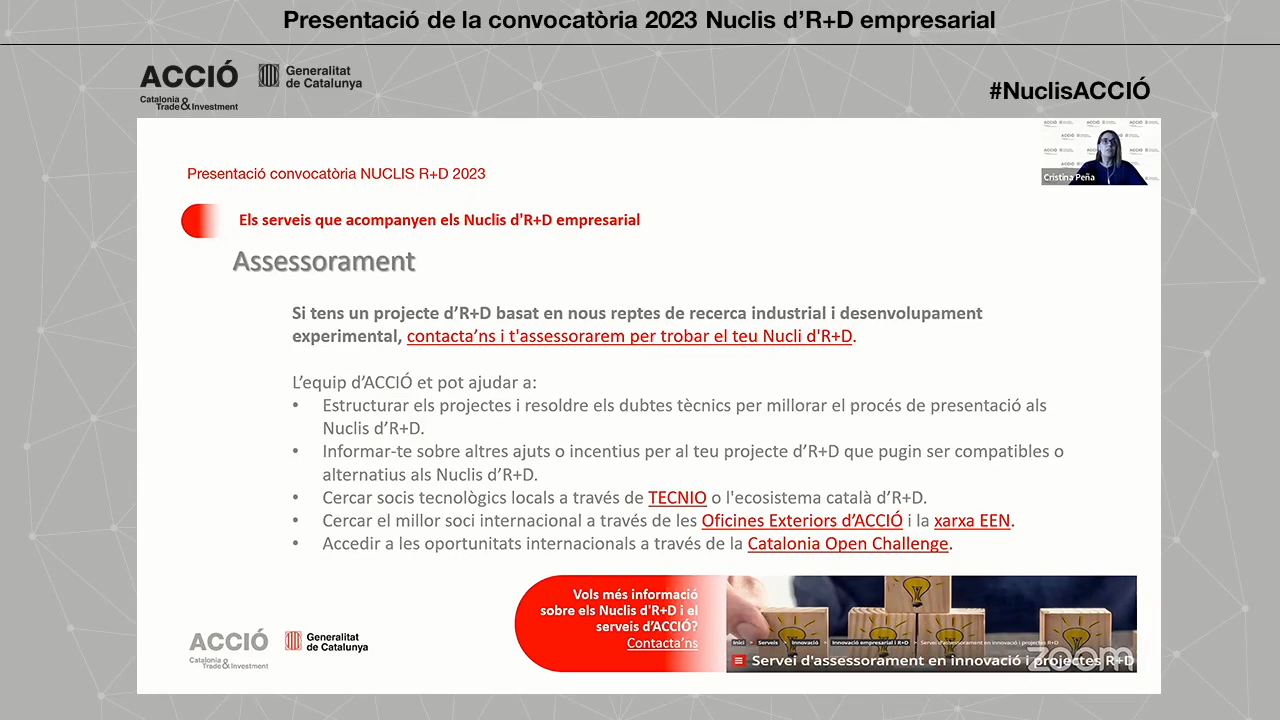 Presentació de la convocatòria 2023 Nuclis d'R+D empresarial
ACCIÓ
Catalonia
Trade & Investment
Generalitat
de Catalunya
#NuclisACCIÓ
Cristina Peña
Presentació convocatòria NUCLIS R+D 2023
Els serveis que acompanyen els Nuclis d'R+D empresarial
Assessorament
Si tens un projecte d'R+D basat en nous reptes de recerca industrial i desenvolupament
experimental, contacta'ns i t'assessorarem per trobar el teu Nucli d'R+D.
L'equip d'ACCIÓ et pot ajudar a:
• Estructurar els projectes i resoldre els dubtes tècnics per millorar el procés de presentació als
Nuclis d'R+D.
• Informar-te sobre altres ajuts o incentius per al teu projecte d'R+D que pugin ser compatibles o
alternatius als Nuclis d'R+D.
• Cercar socis tecnològics locals a través de TECNIO o l'ecosistema català d'R+D.
• Cercar el millor soci internacional a través de les Oficines Exteriors d'ACCIÓ i la xarxa EEN.
• Accedir a les oportunitats internacionals a través de la Catalonia Open Challenge.
Vols més informació
sobre els Nuclis d'R+D i el
serveis d'ACCIÓ?
Contacta'ns
Inici > Serveis > Innovació > Innovació empresarial i R+D > Servei d'assessorament en innovació i projectes R+D
Servei d'assessorament en innovació i projectes R+D
zoom
ACCIÓ
Catalonia
Trade & Investment
Generalitat
de Catalunya